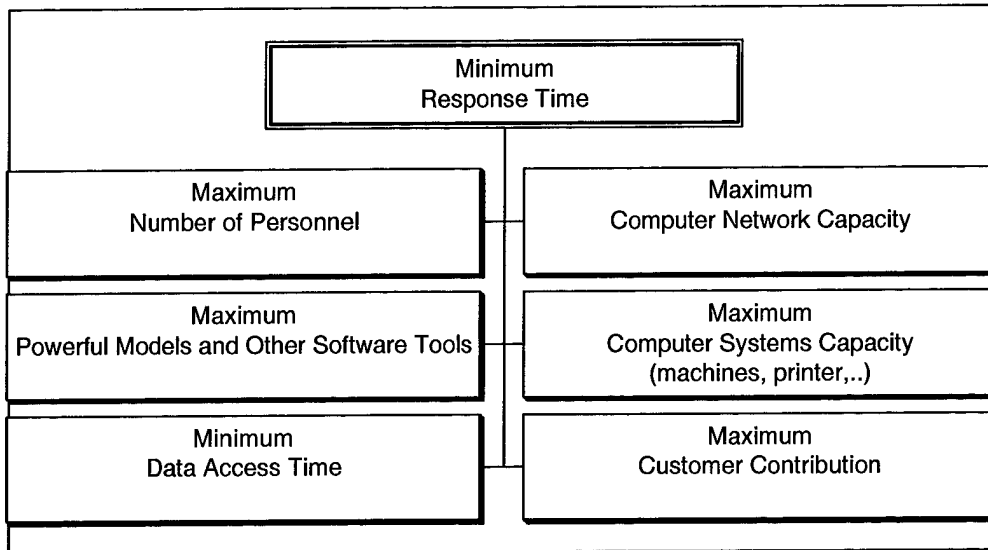 Minimum
Response Time
Maximum
Number of Personnel
Maximum
Computer Network Capacity
Maximum
Powerful Models and Other Software Tools
Maximum
Computer Systems Capacity
(machines, printer,..)
Minimum
Data Access Time
Maximum
Customer Contribution